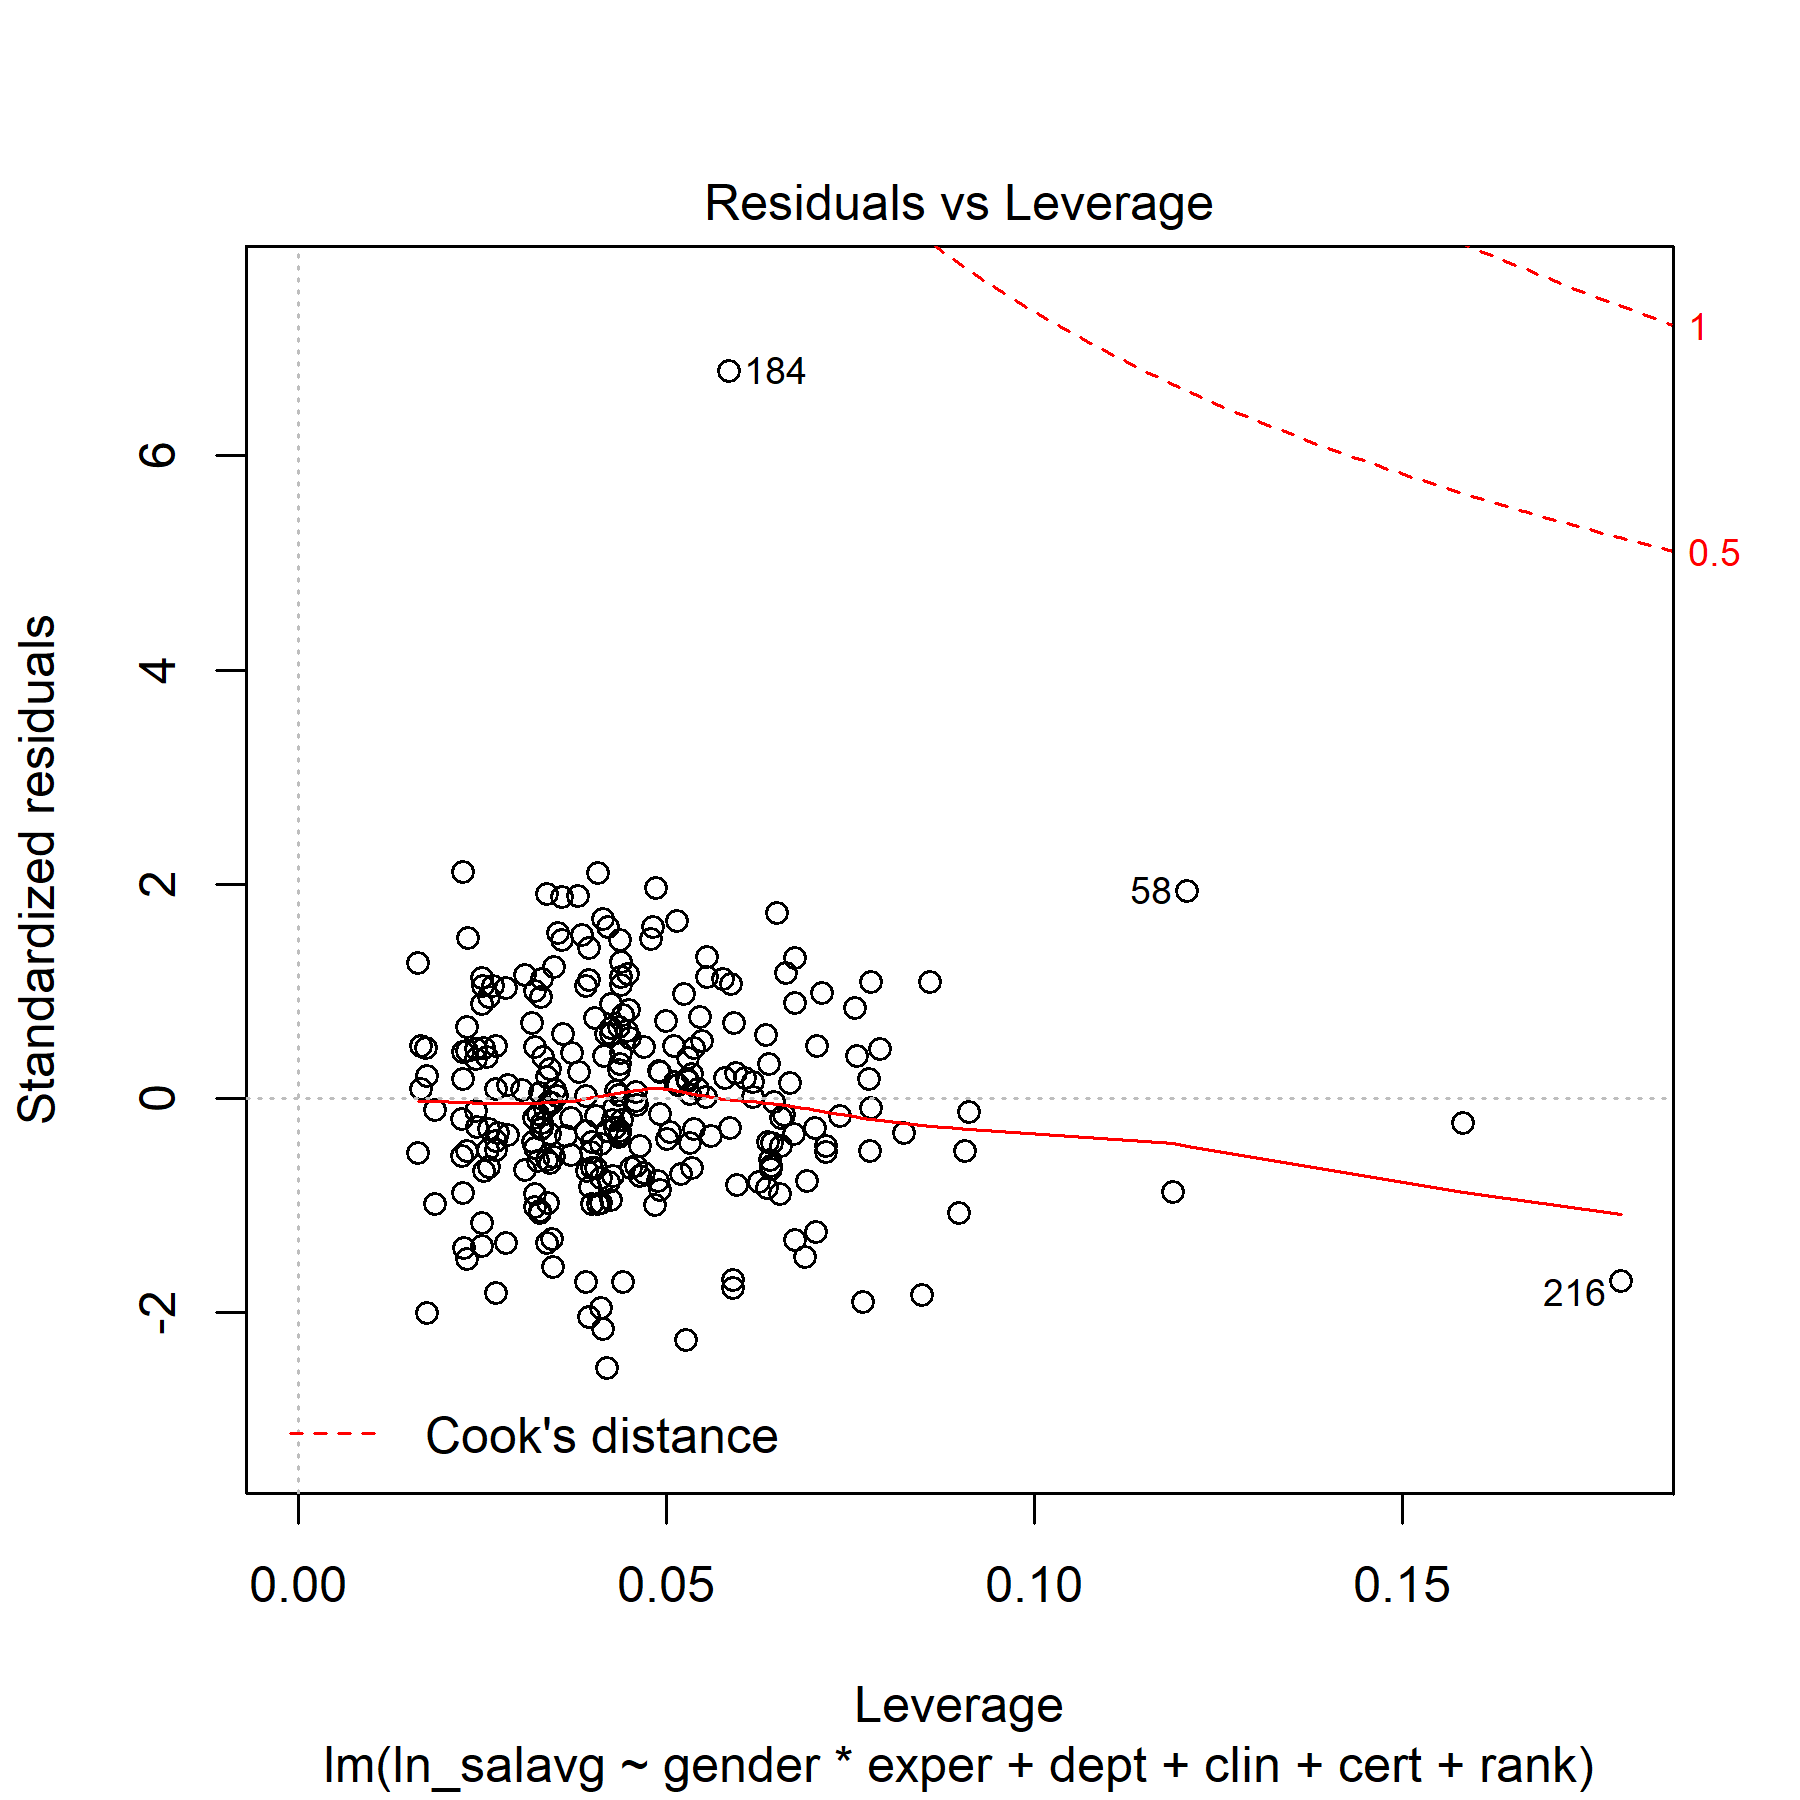 Residuals vs Leverage
Standardized residuals
6
4
2
0
-2
184
58
216
1
0.5
Cook's distance
0.00
0.05
0.10
0.15
Leverage
lm(ln_salavg ~ gender * exper + dept + clin + cert + rank)